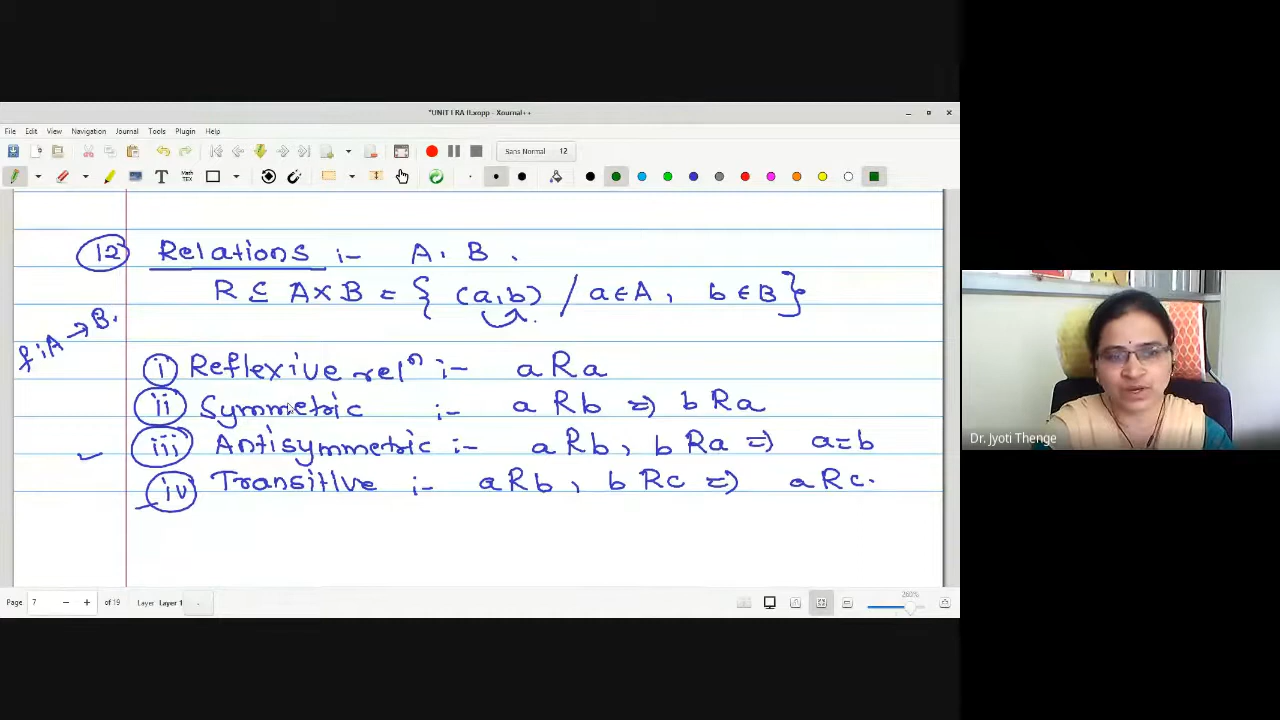 *UNIT I RA II.xopp - Xournal++
File Edit View Navigation Journal Tools Plugin Help
Sans Normal 12
12 Relations :- A, B.
R ⊆ A×B = { (a,b) / a∈A, b∈B }
f: A → B.
i Reflexive relⁿ :- aRa
ii Symmetric :- aRb ⇒ bRa
iii Antisymmetric :- aRb, bRa ⇒ a=b
iv Transitive :- aRb, bRc ⇒ aRc.
Page 7 of 19 Layer Layer 1 260%
Dr. Jyoti Thenge